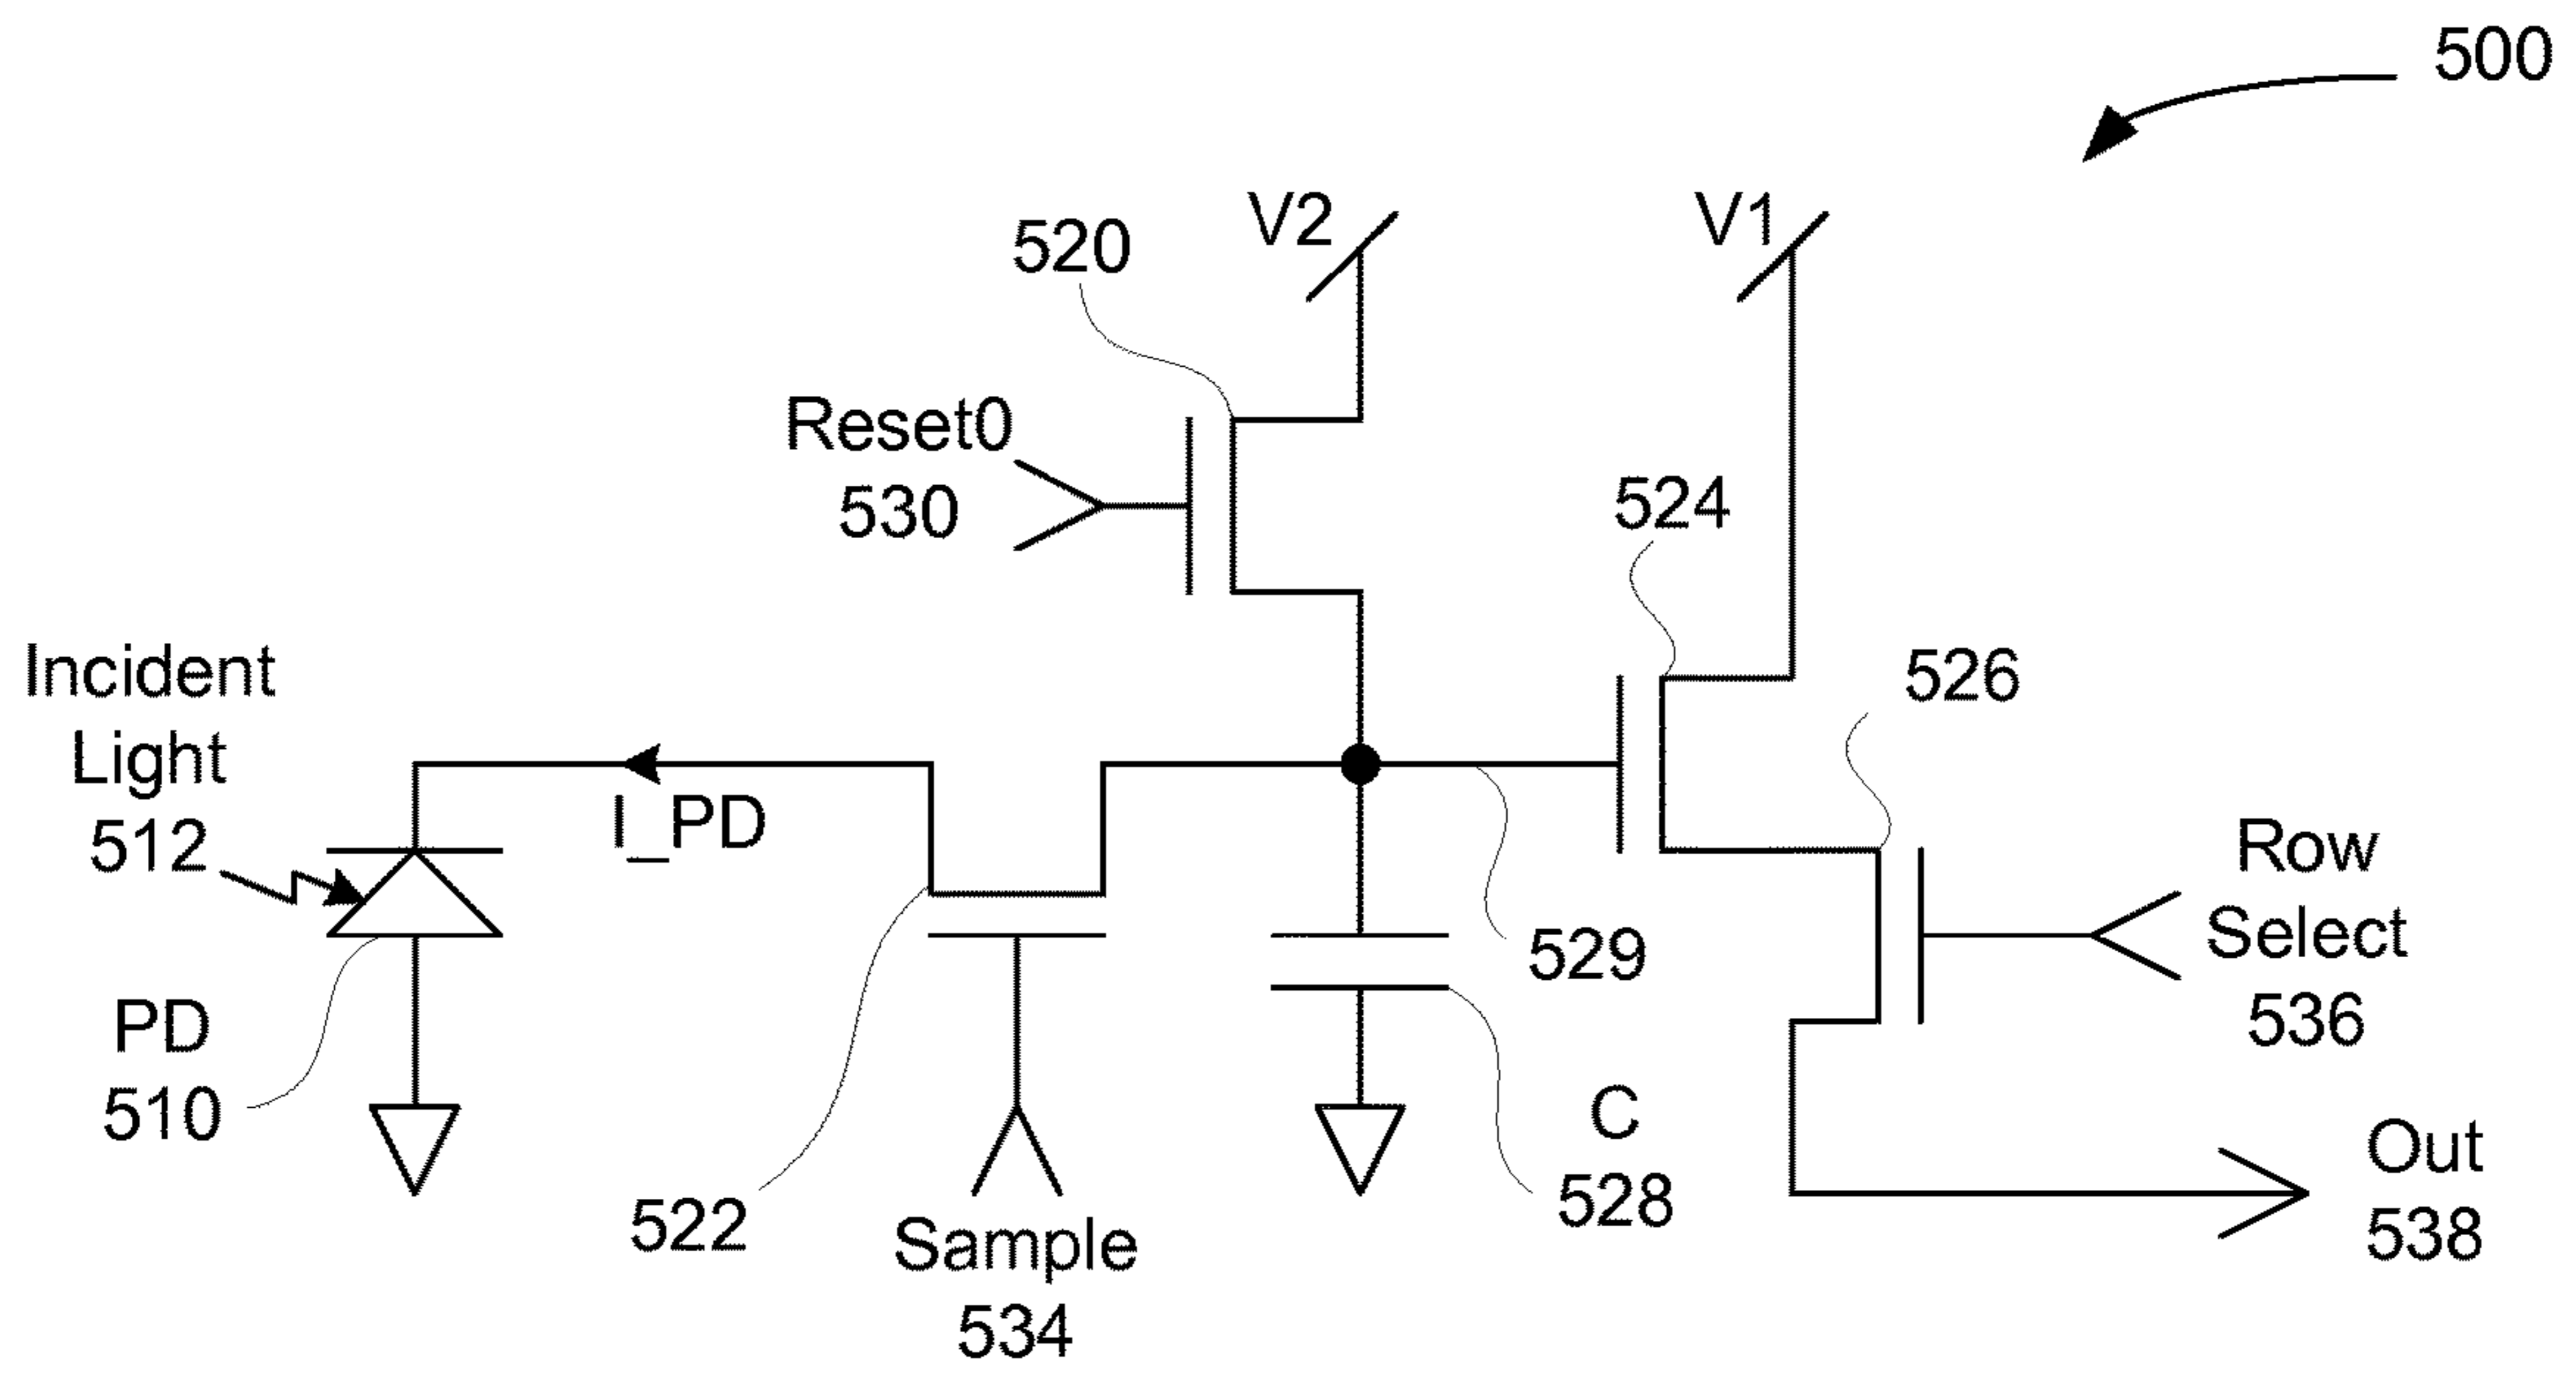 500
V2
V1
520
Reset0
530
524
526
Incident
Light
512
I_PD
Row
Select
536
529
PD
510
C
528
522
Sample
534
Out
538